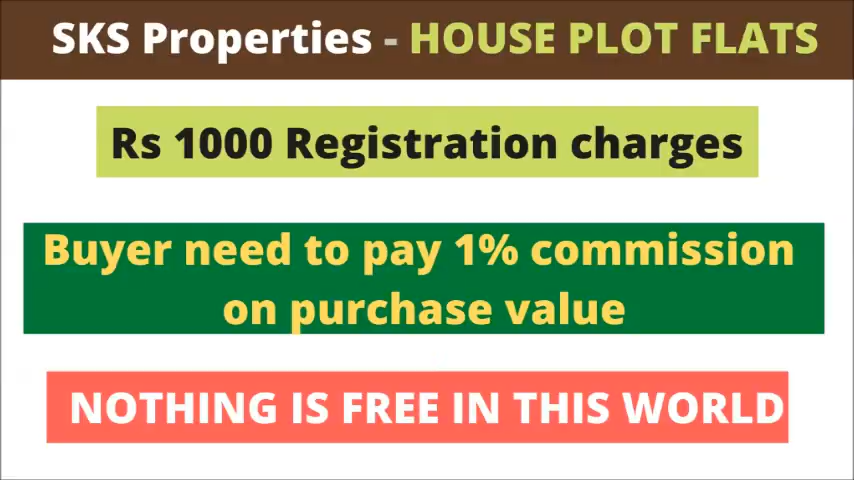 SKS Properties - HOUSE PLOT FLATS
Rs 1000 Registration charges
Buyer need to pay 1% commission
on purchase value
NOTHING IS FREE IN THIS WORLD